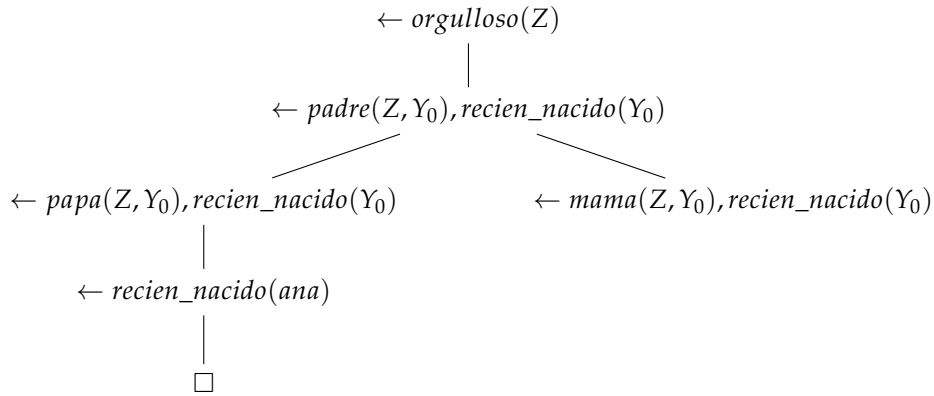 ← orgulloso(Z)
← padre(Z, Y₀), recien_nacido(Y₀)
← papa(Z, Y₀), recien_nacido(Y₀)
← mama(Z, Y₀), recien_nacido(Y₀)
← recien_nacido(ana)
□